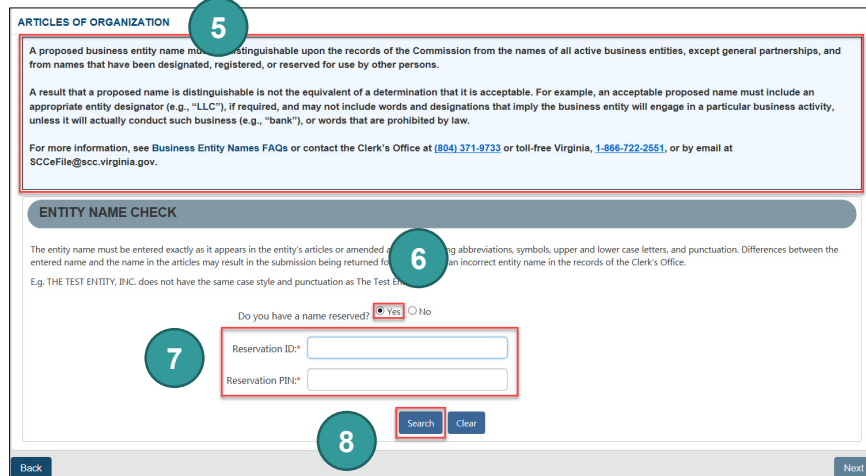 ARTICLES OF ORGANIZATION
5
A proposed business entity name distinguishable upon the records of the Commission from the names of all active business entities, except general partnerships, and
from names that have been designated, registered, or reserved for use by other persons.
A result that a proposed name is distinguishable is not the equivalent of a determination that it is acceptable. For example, an acceptable proposed name must include an
appropriate entity designator (e.g., “LLC”), if required, and may not include words and designations that imply the business entity will engage in a particular business activity,
unless it will actually conduct such business (e.g., “bank”), or words that are prohibited by law.
For more information, see Business Entity Names FAQs or contact the Clerk’s Office at (804) 371-9733 or toll-free Virginia, 1-866-722-2551, or by email at
SCCeFile@scc.virginia.gov.
ENTITY NAME CHECK
The entity name must be entered exactly as it appears in the entity's articles or amended abbreviations, symbols, upper and lower case letters, and punctuation. Differences between the
6
entered name and the name in the articles may result in the submission being returned an incorrect entity name in the records of the Clerk's Office.
E.g. THE TEST ENTITY, INC. does not have the same case style and punctuation as The Test
Do you have a name reserved? Yes No
7
Reservation ID:*
Reservation PIN:*
8
Search Clear
Back Next